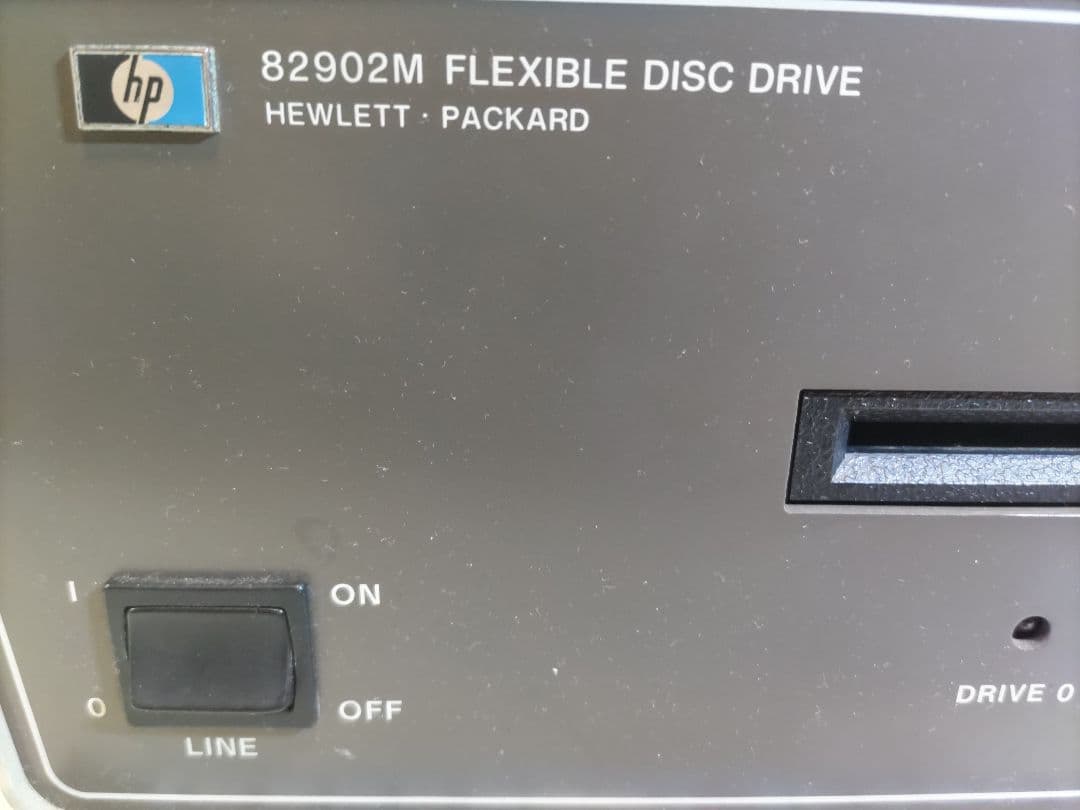 hp
82902M FLEXIBLE DISC DRIVE
HEWLETT · PACKARD
I ON
O OFF
LINE
DRIVE 0